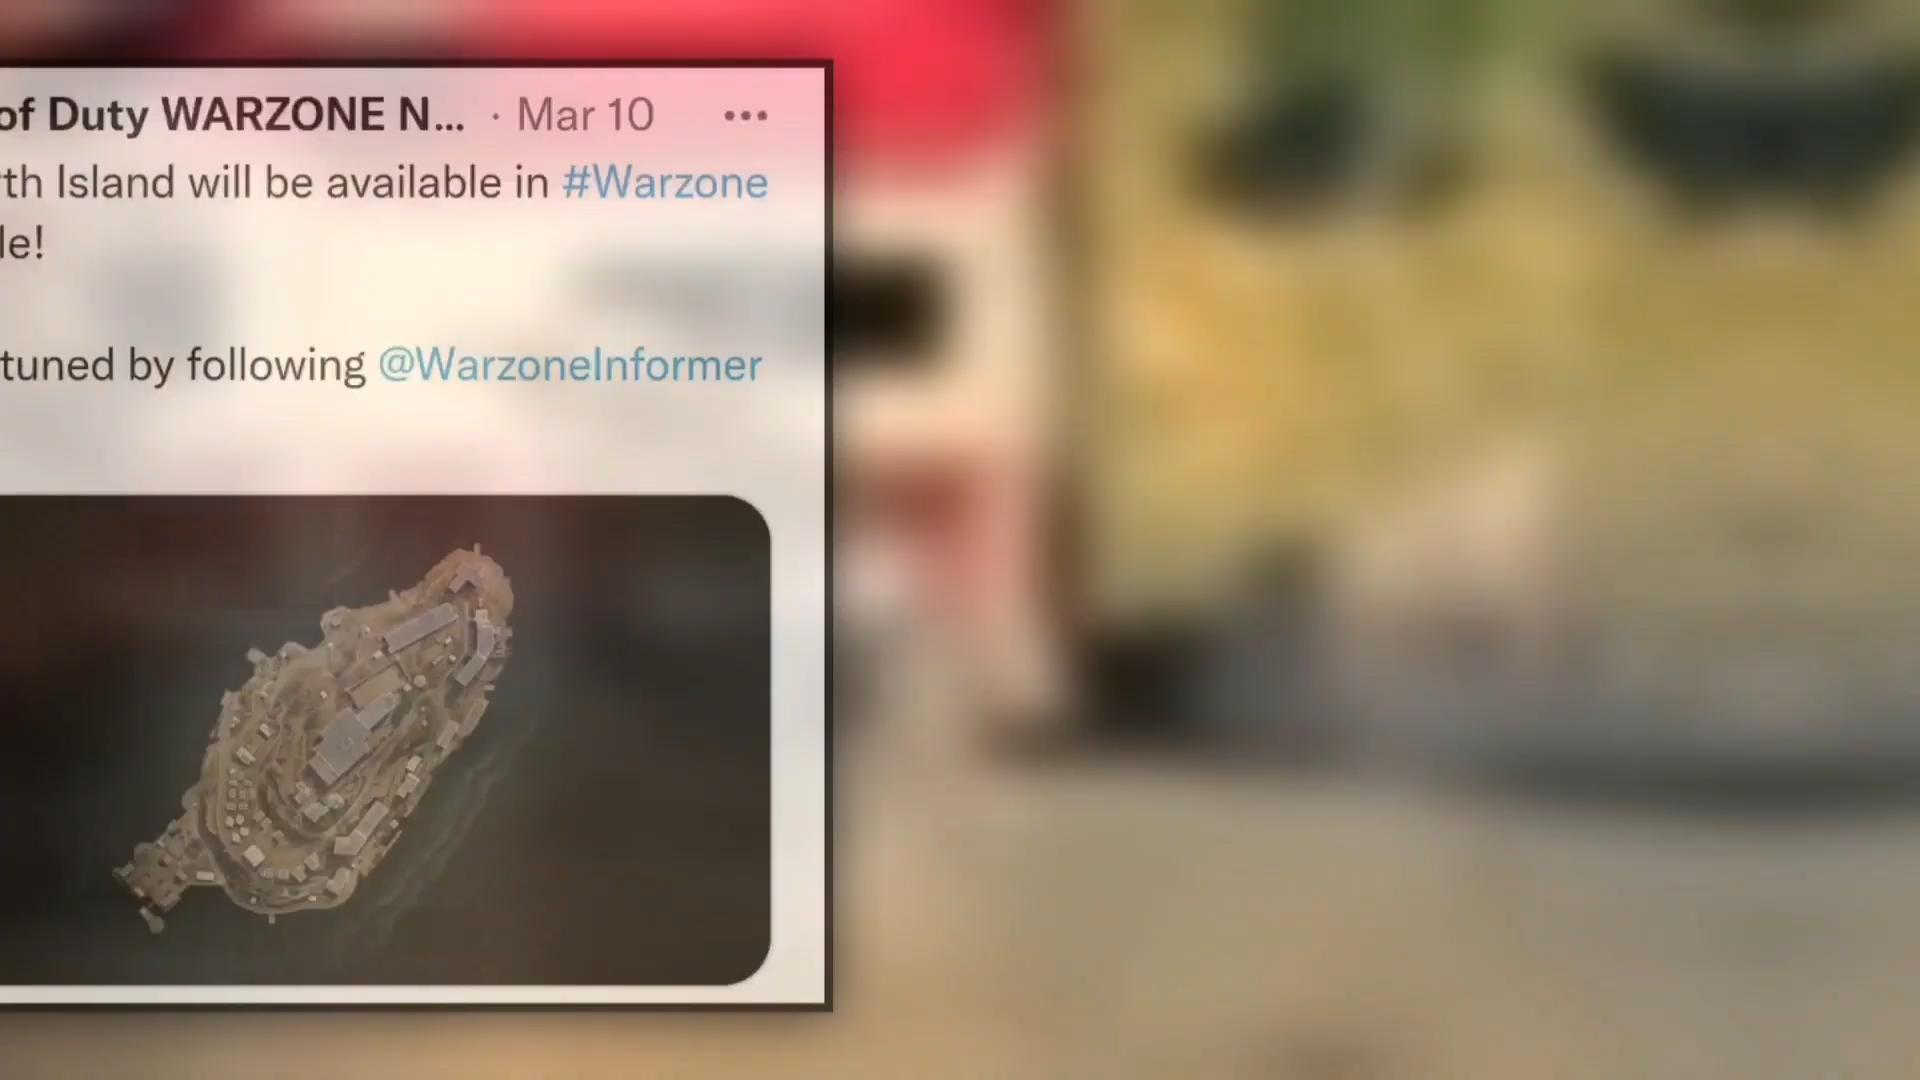 of Duty WARZONE N... · Mar 10 ...
th Island will be available in #Warzone
le!
tuned by following @WarzoneInformer